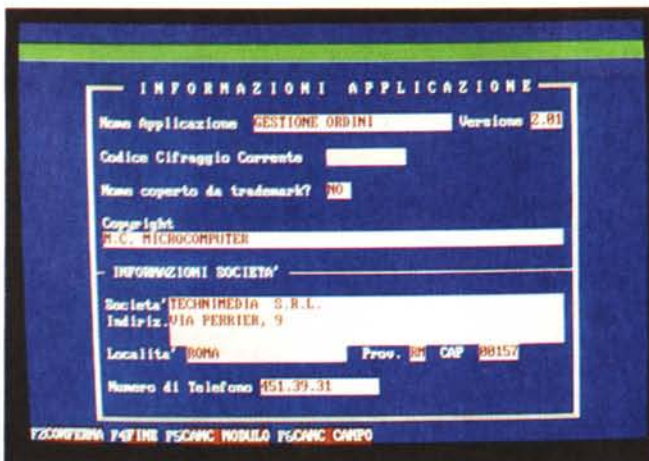 INFORMAZIONI APPLICAZIONE
Nome Applicazione GESTIONE ORDINI Versione 2.01
Codice Cifraggio Corrente
Nome coperto da trademark? NO
Copyright
M.C. MICROCOMPUTER
INFORMAZIONI SOCIETA'
Societa' TECHNIMEDIA S.R.L.
Indiriz. VIA PERRIER, 9
Localita' ROMA Prov. RM CAP 00157
Numero di Telefono 451.39.31
F2CONFERMA F4FINE F5CANC MODULO F6CANC CAMPO